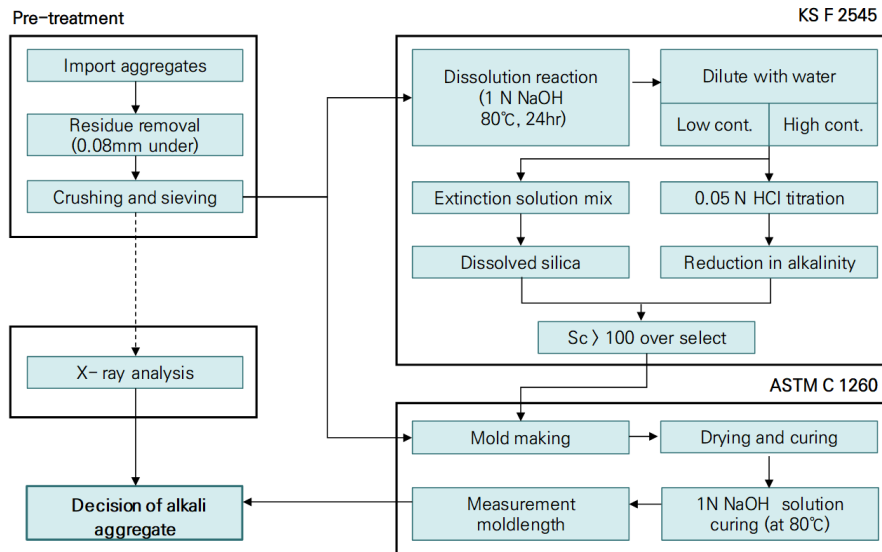 Pre-treatment
Import aggregates
Residue removal
(0.08mm under)
Crushing and sieving
X-ray analysis
Decision of alkali
aggregate
KS F 2545
Dissolution reaction
(1 N NaOH
80℃, 24hr)
Dilute with water
Low cont.
High cont.
Extinction solution mix
0.05 N HCl titration
Dissolved silica
Reduction in alkalinity
Sc > 100 over select
ASTM C 1260
Mold making
Drying and curing
Measurement
moldlength
1N NaOH solution
curing (at 80℃)